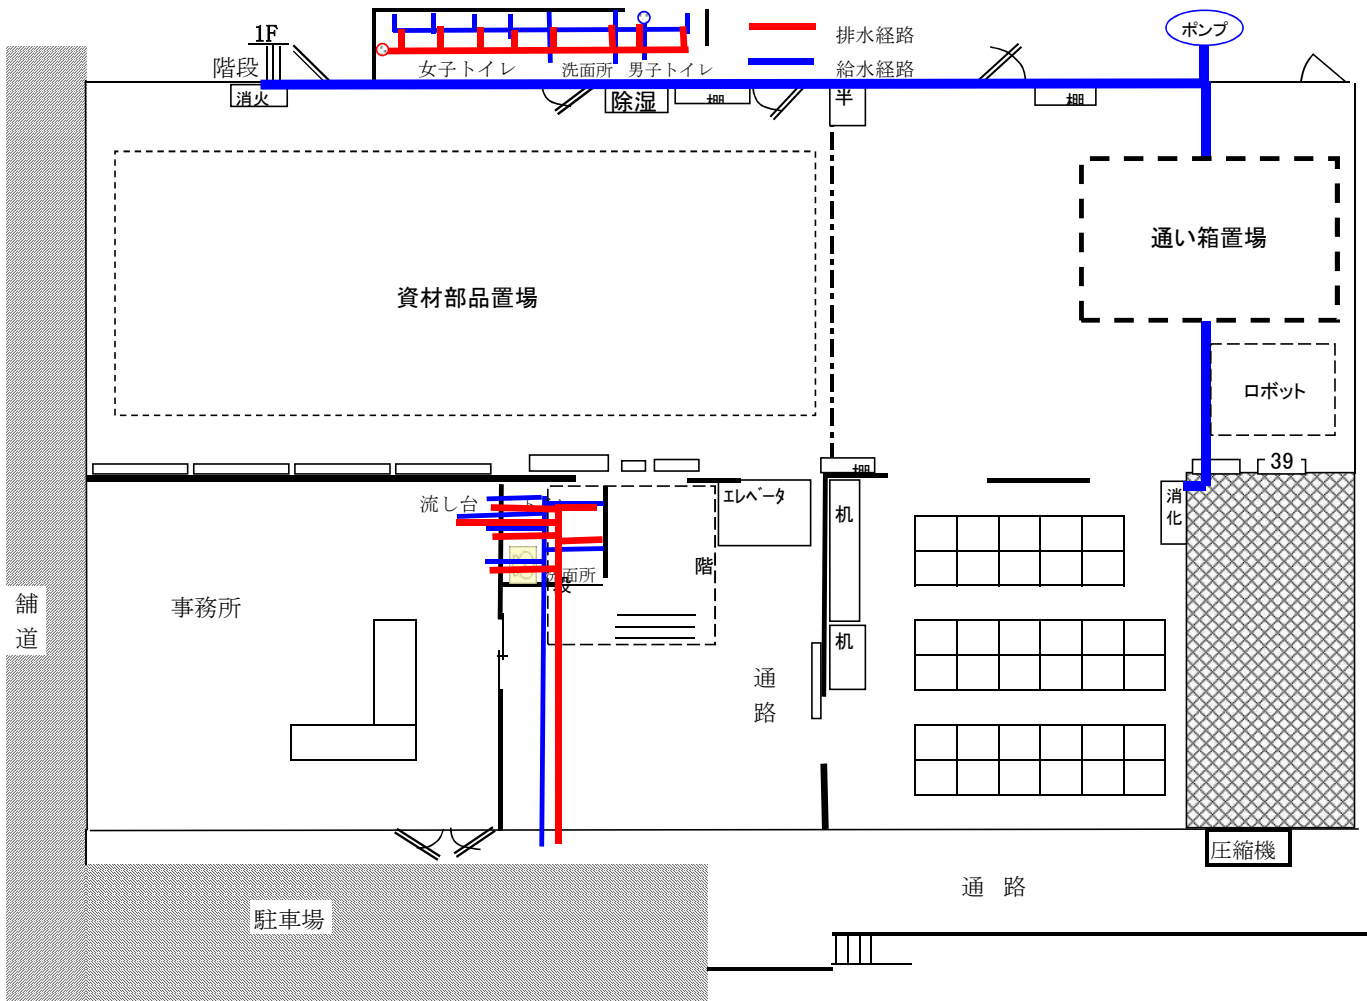 1F
階段
女子トイレ
洗面所
男子トイレ
排水経路
給水経路
ポンプ
消火
除湿
棚
半
棚
通い箱置場
資材部品置場
ロボット
棚
39
流し台
エレベータ
机
消
化
洗面所
階
段
舗
道
事務所
机
通
路
圧縮機
通 路
駐車場